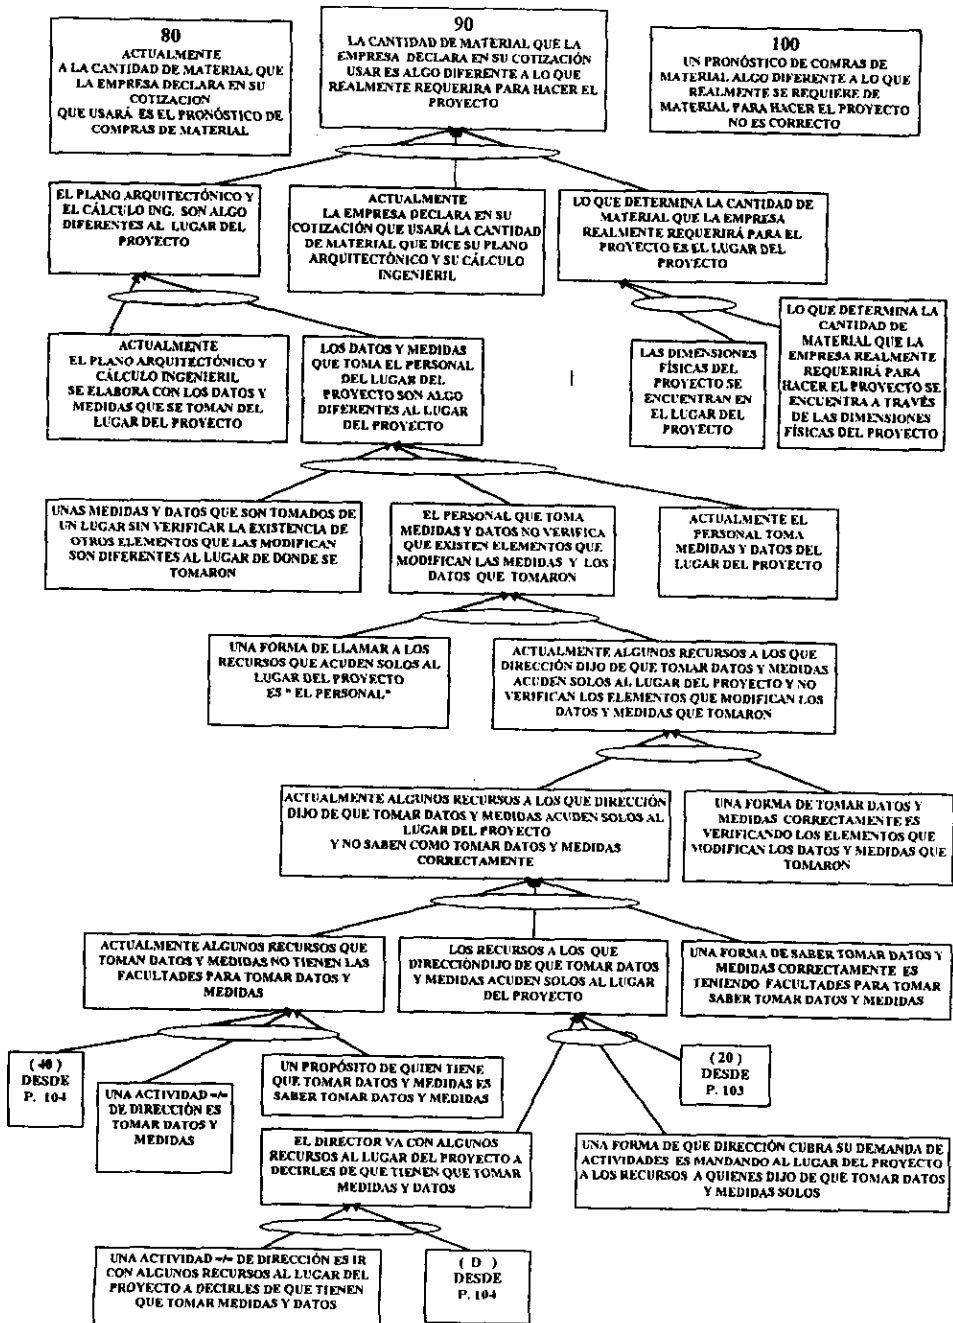 80
ACTUALMENTE
A LA CANTIDAD DE MATERIAL QUE
LA EMPRESA DECLARA EN SU
COTIZACION
QUE USARÁ ES EL PRONÓSTICO DE
COMPRAS DE MATERIAL
90
LA CANTIDAD DE MATERIAL QUE LA
EMPRESA DECLARA EN SU COTIZACIÓN
USAR ES ALGO DIFERENTE A LO QUE
REALMENTE REQUERIRA PARA HACER EL
PROYECTO
100
UN PRONÓSTICO DE COMPRAS DE
MATERIAL ALGO DIFERENTE A LO QUE
REALMENTE SE REQUIERE DE
MATERIAL PARA HACER EL PROYECTO
NO ES CORRECTO
EL PLANO ARQUITECTÓNICO Y
EL CÁLCULO ING. SON ALGO
DIFERENTES AL LUGAR DEL
PROYECTO
ACTUALMENTE
LA EMPRESA DECLARA EN SU
COTIZACIÓN QUE USARÁ LA CANTIDAD
DE MATERIAL QUE DICE SU PLANO
ARQUITECTÓNICO Y SU CÁLCULO
INGENIERIL
LO QUE DETERMINA LA CANTIDAD DE
MATERIAL QUE LA EMPRESA
REALMENTE REQUERIRÁ PARA EL
PROYECTO ES EL LUGAR DEL
PROYECTO
ACTUALMENTE
EL PLANO ARQUITECTÓNICO Y
CÁLCULO INGENIERIL
SE ELABORA CON LOS DATOS Y
MEDIDAS QUE SE TOMAN DEL
LUGAR DEL PROYECTO
LOS DATOS Y MEDIDAS
QUE TOMA EL PERSONAL
DEL LUGAR DEL
PROYECTO SON ALGO
DIFERENTES AL LUGAR
DEL PROYECTO
LAS DIMENSIONES
FÍSICAS DEL
PROYECTO SE
ENCUENTRAN EN
EL LUGAR DEL
PROYECTO
LO QUE DETERMINA LA
CANTIDAD DE
MATERIAL QUE LA
EMPRESA REALMENTE
REQUERIRÁ PARA
HACER EL PROYECTO SE
ENCUENTRA A TRAVÉS
DE LAS DIMENSIONES
FÍSICAS DEL PROYECTO
UNAS MEDIDAS Y DATOS QUE SON TOMADOS DE
UN LUGAR SIN VERIFICAR LA EXISTENCIA DE
OTROS ELEMENTOS QUE LAS MODIFICAN
SON DIFERENTES AL LUGAR DE DONDE SE
TOMARON
EL PERSONAL QUE TOMA
MEDIDAS Y DATOS NO VERIFICA
QUE EXISTEN ELEMENTOS QUE
MODIFICAN LAS MEDIDAS Y LOS
DATOS QUE TOMARON
ACTUALMENTE EL
PERSONAL TOMA
MEDIDAS Y DATOS DEL
LUGAR DEL PROYECTO
UNA FORMA DE LLAMAR A LOS
RECURSOS QUE ACUDEN SOLOS AL
LUGAR DEL PROYECTO
ES " EL PERSONAL"
ACTUALMENTE ALGUNOS RECURSOS A LOS QUE
DIRECCIÓN DIJO DE QUE TOMAR DATOS Y MEDIDAS
ACUDEN SOLOS AL LUGAR DEL PROYECTO Y NO
VERIFICAN LOS ELEMENTOS QUE MODIFICAN LOS
DATOS Y MEDIDAS QUE TOMARON
ACTUALMENTE ALGUNOS RECURSOS A LOS QUE DIRECCIÓN
DIJO DE QUE TOMAR DATOS Y MEDIDAS ACUDEN SOLOS AL
LUGAR DEL PROYECTO
Y NO SABEN COMO TOMAR DATOS Y MEDIDAS
CORRECTAMENTE
UNA FORMA DE TOMAR DATOS Y
MEDIDAS CORRECTAMENTE ES
VERIFICANDO LOS ELEMENTOS QUE
MODIFICAN LOS DATOS Y MEDIDAS QUE
TOMARON
ACTUALMENTE ALGUNOS RECURSOS QUE
TOMAN DATOS Y MEDIDAS NO TIENEN LAS
FACULTADES PARA TOMAR DATOS Y
MEDIDAS
LOS RECURSOS A LOS QUE
DIRECCIÓNDIJO DE QUE TOMAR DATOS
Y MEDIDAS ACUDEN SOLOS AL LUGAR
DEL PROYECTO
UNA FORMA DE SABER TOMAR DATOS Y
MEDIDAS CORRECTAMENTE ES
TENIENDO FACULTADES PARA TOMAR
SABER TOMAR DATOS Y MEDIDAS
( 40 )
DESDE
P. 104
UNA ACTIVIDAD =/=
DE DIRECCIÓN ES
TOMAR DATOS Y
MEDIDAS
UN PROPÓSITO DE QUIEN TIENE
QUE TOMAR DATOS Y MEDIDAS ES
SABER TOMAR DATOS Y MEDIDAS
( 20 )
DESDE
P. 103
EL DIRECTOR VA CON ALGUNOS
RECURSOS AL LUGAR DEL PROYECTO A
DECIRLES DE QUE TIENEN QUE TOMAR
MEDIDAS Y DATOS
UNA FORMA DE QUE DIRECCIÓN CUBRA SU DEMANDA DE
ACTIVIDADES ES MANDANDO AL LUGAR DEL PROYECTO
A LOS RECURSOS A QUIENES DIJO DE QUE TOMAR DATOS
Y MEDIDAS SOLOS
UNA ACTIVIDAD =/= DE DIRECCIÓN ES IR
CON ALGUNOS RECURSOS AL LUGAR DEL
PROYECTO A DECIRLES DE QUE TIENEN
QUE TOMAR MEDIDAS Y DATOS
( D )
DESDE
P. 104